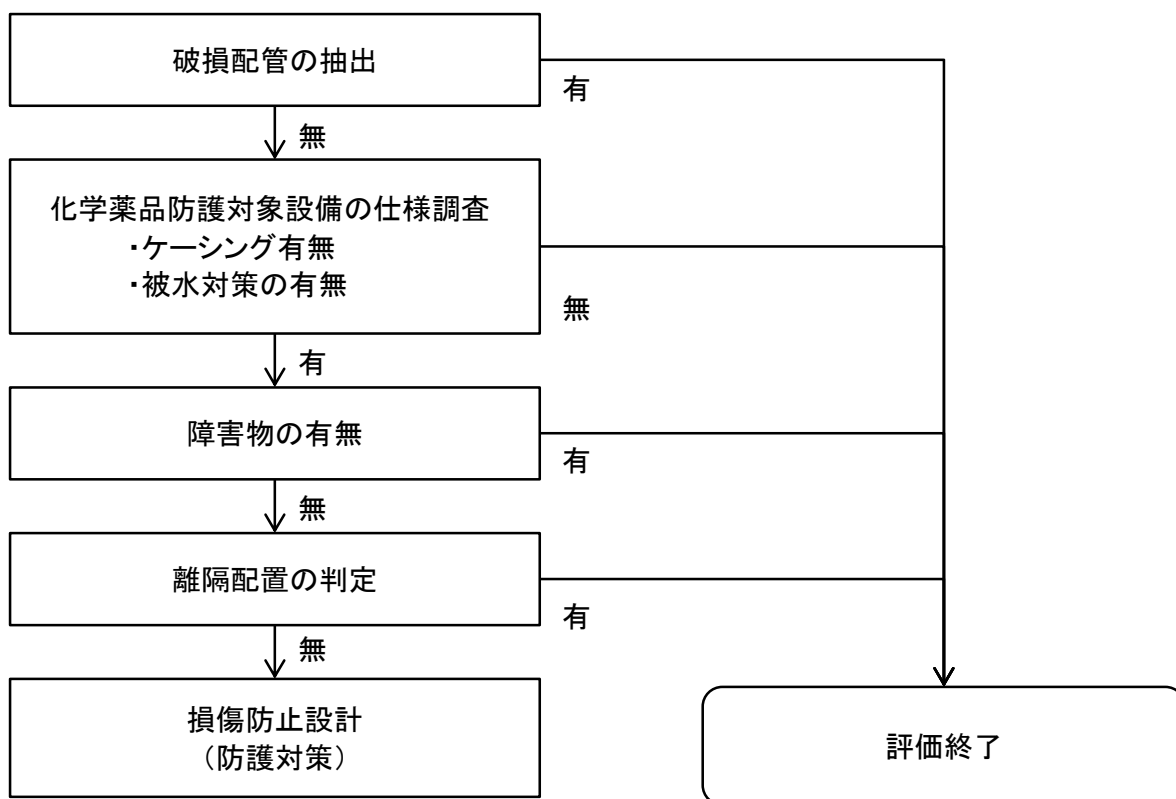 破損配管の抽出
有
無
化学薬品防護対象設備の仕様調査
・ケーシング有無
・被水対策の有無
無
有
障害物の有無
有
無
離隔配置の判定
有
無
損傷防止設計
（防護対策）
評価終了